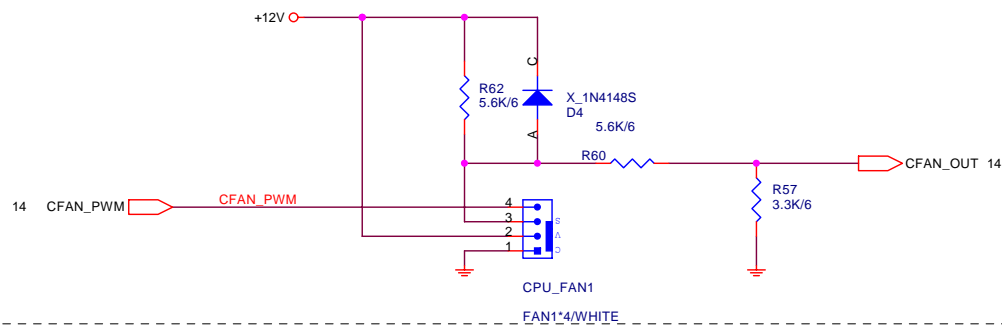 +12V
C
R62
5.6K/6
X_1N4148S
D4
5.6K/6
A
R60
CFAN_OUT 14
R57
3.3K/6
14 CFAN_PWM
CFAN_PWM
4
3
2
1
S
V
G
CPU_FAN1
FAN1*4/WHITE